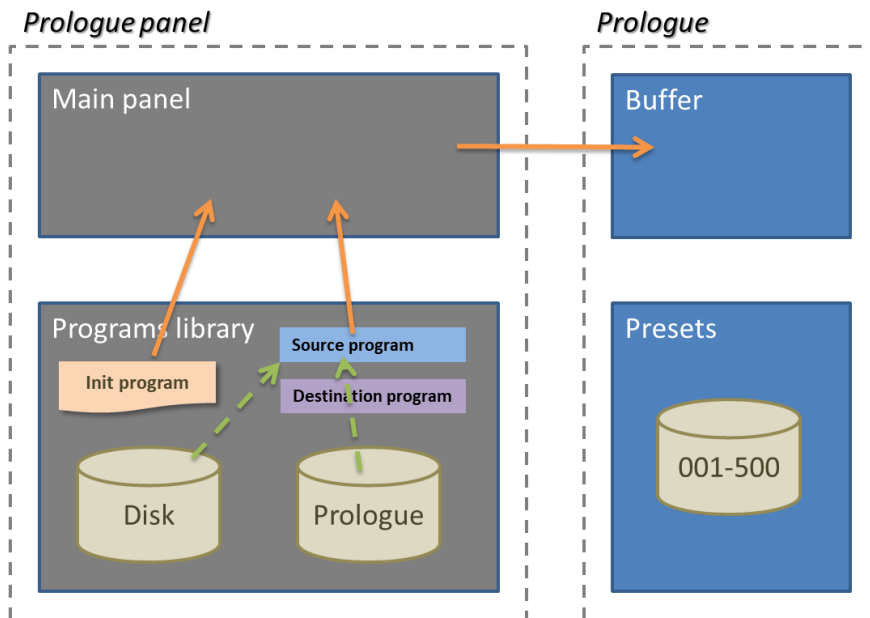 Prologue panel
Prologue
Main panel
Buffer
Programs library
Source program
Init program
Destination program
Disk
Prologue
Presets
001-500